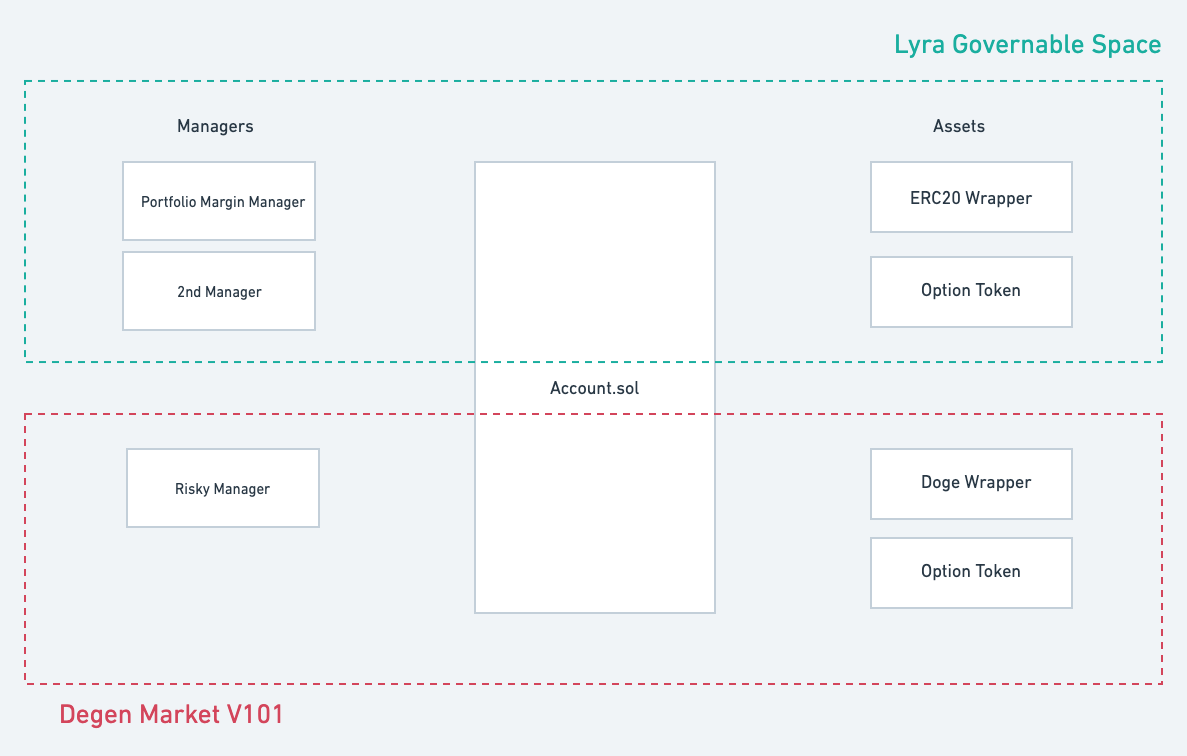 Lyra Governable Space
Managers
Assets
Portfolio Margin Manager
ERC20 Wrapper
2nd Manager
Option Token
Account.sol
Risky Manager
Doge Wrapper
Option Token
Degen Market V101